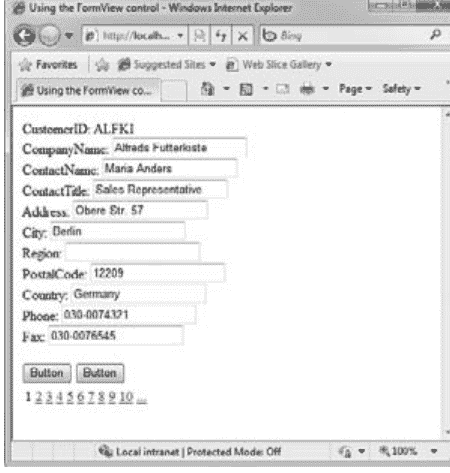 Using the FormView control - Windows Internet Explorer
http://localh...
Bing
Favorites Suggested Sites Web Slice Gallery
Using the FormView co...
Page Safety
CustomerID: ALFKI
CompanyName: Alfreds Futterkiste
ContactName: Maria Anders
ContactTitle: Sales Representative
Address: Obere Str. 57
City: Berlin
Region:
PostalCode: 12209
Country: Germany
Phone: 030-0074321
Fax: 030-0076545
Button Button
1 2 3 4 5 6 7 8 9 10 ...
Local intranet | Protected Mode: Off 100%